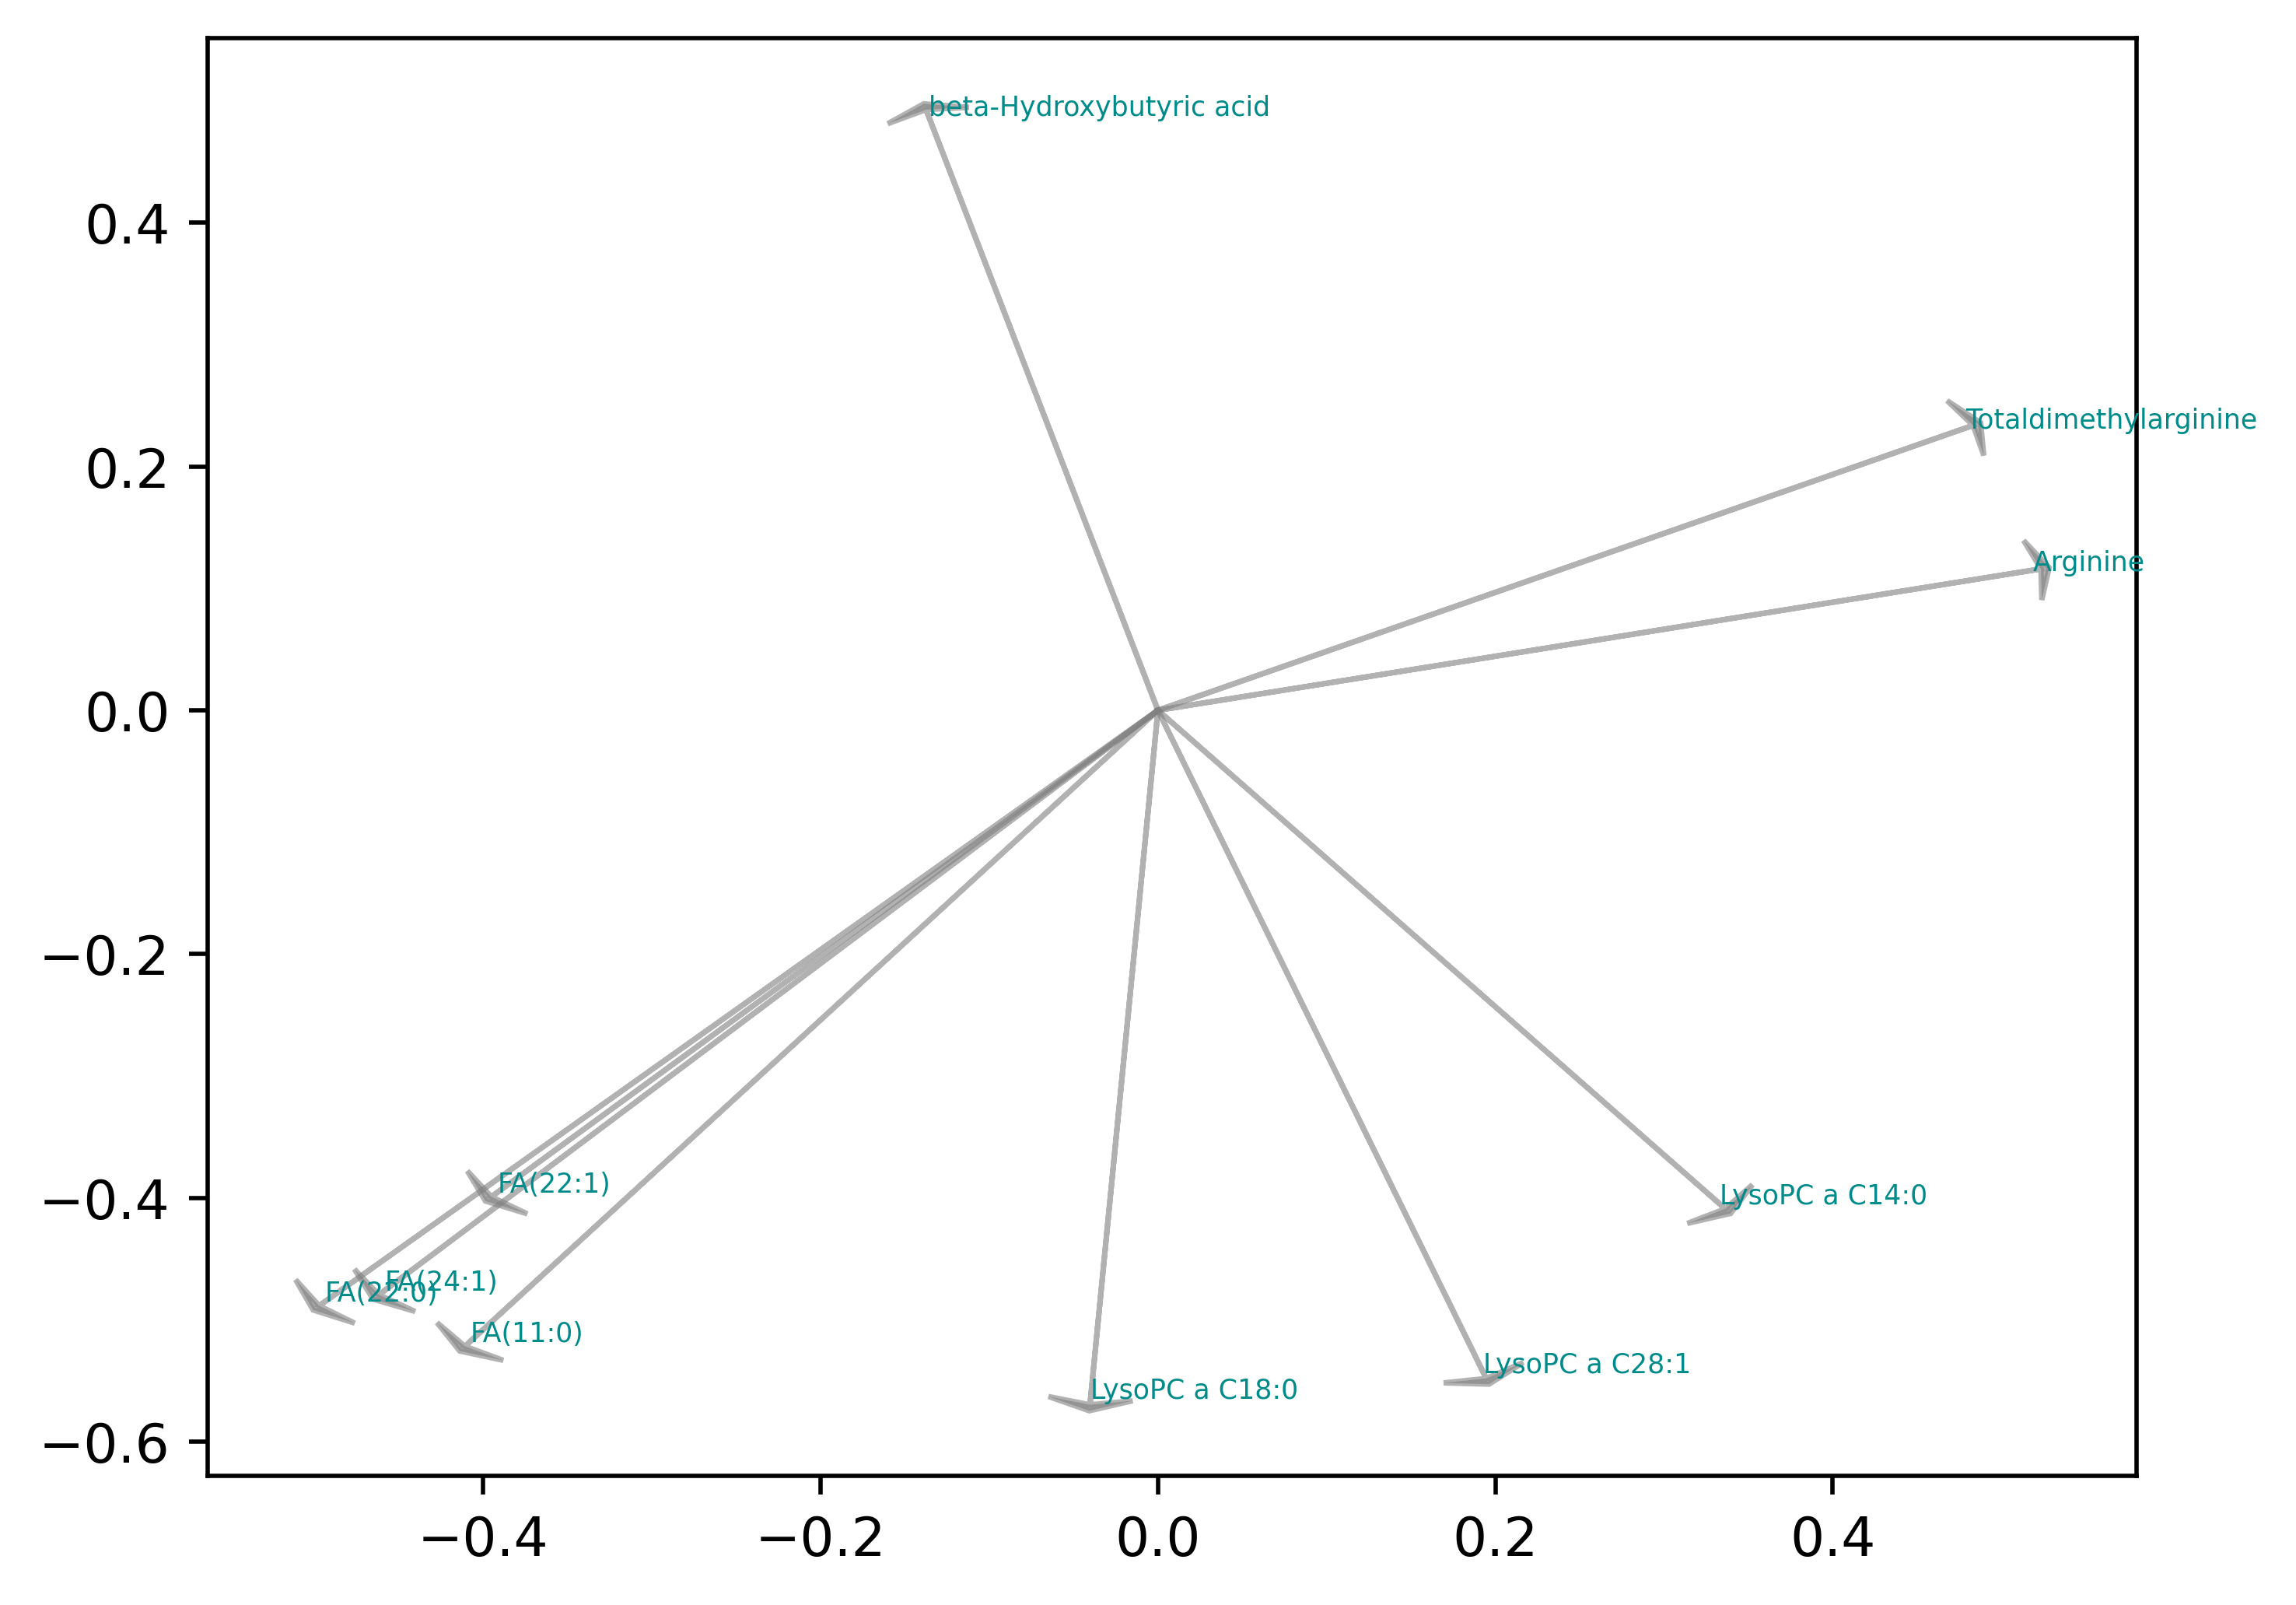 beta-Hydroxybutyric acid
0.4
Totaldimethylarginine
0.2
Arginine
0.0
−0.2
FA(22:1)
LysoPC a C14:0
−0.4
FA(24:1)
FA(22:0)
FA(11:0)
LysoPC a C28:1
LysoPC a C18:0
−0.6
−0.4 −0.2 0.0 0.2 0.4